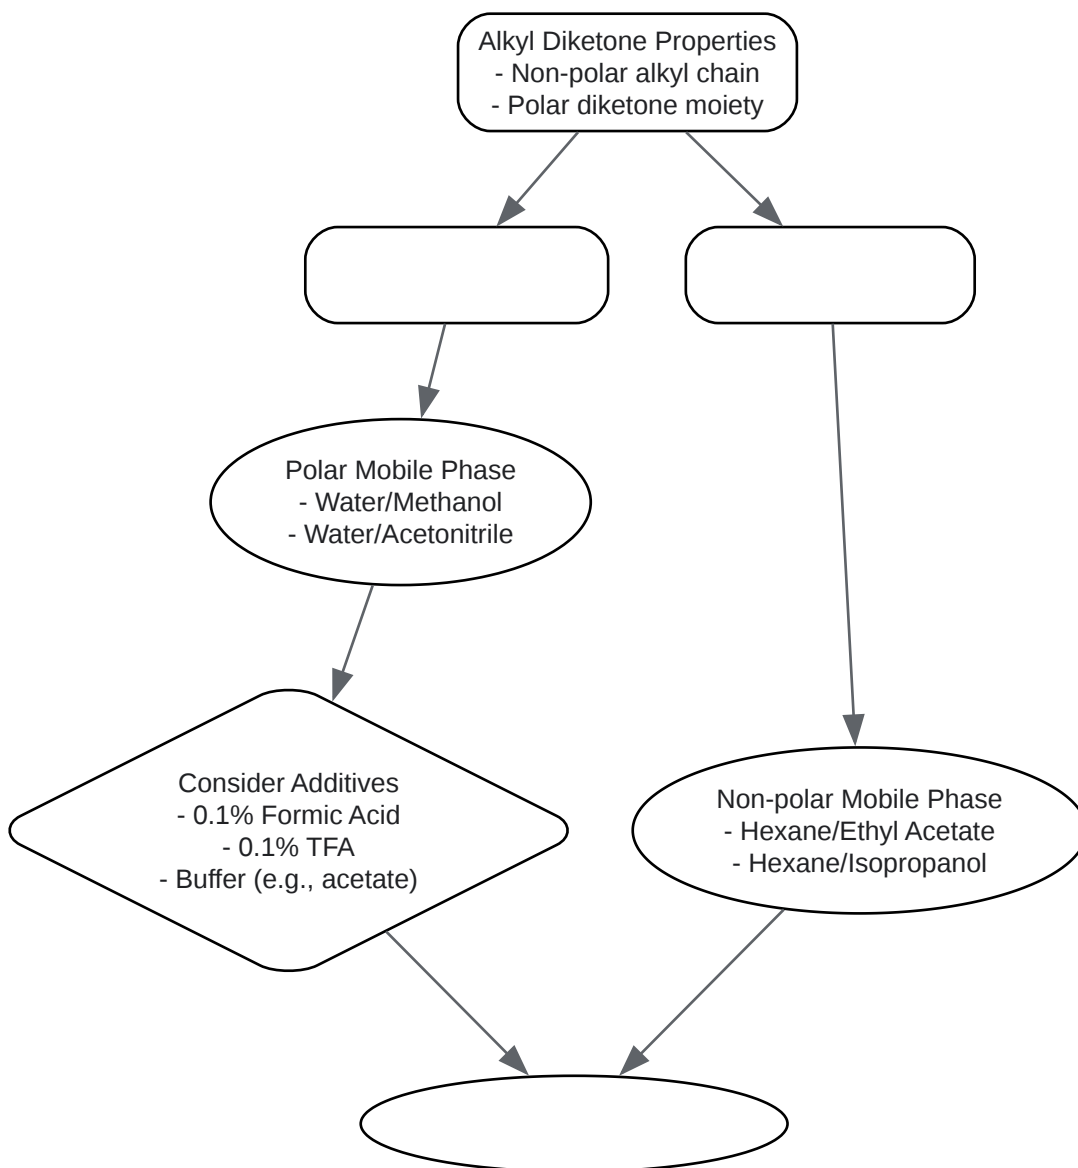 Alkyl Diketone Properties
- Non-polar alkyl chain
- Polar diketone moiety
Polar Mobile Phase
- Water/Methanol
- Water/Acetonitrile
Consider Additives
- 0.1% Formic Acid
- 0.1% TFA
- Buffer (e.g., acetate)
Non-polar Mobile Phase
- Hexane/Ethyl Acetate
- Hexane/Isopropanol